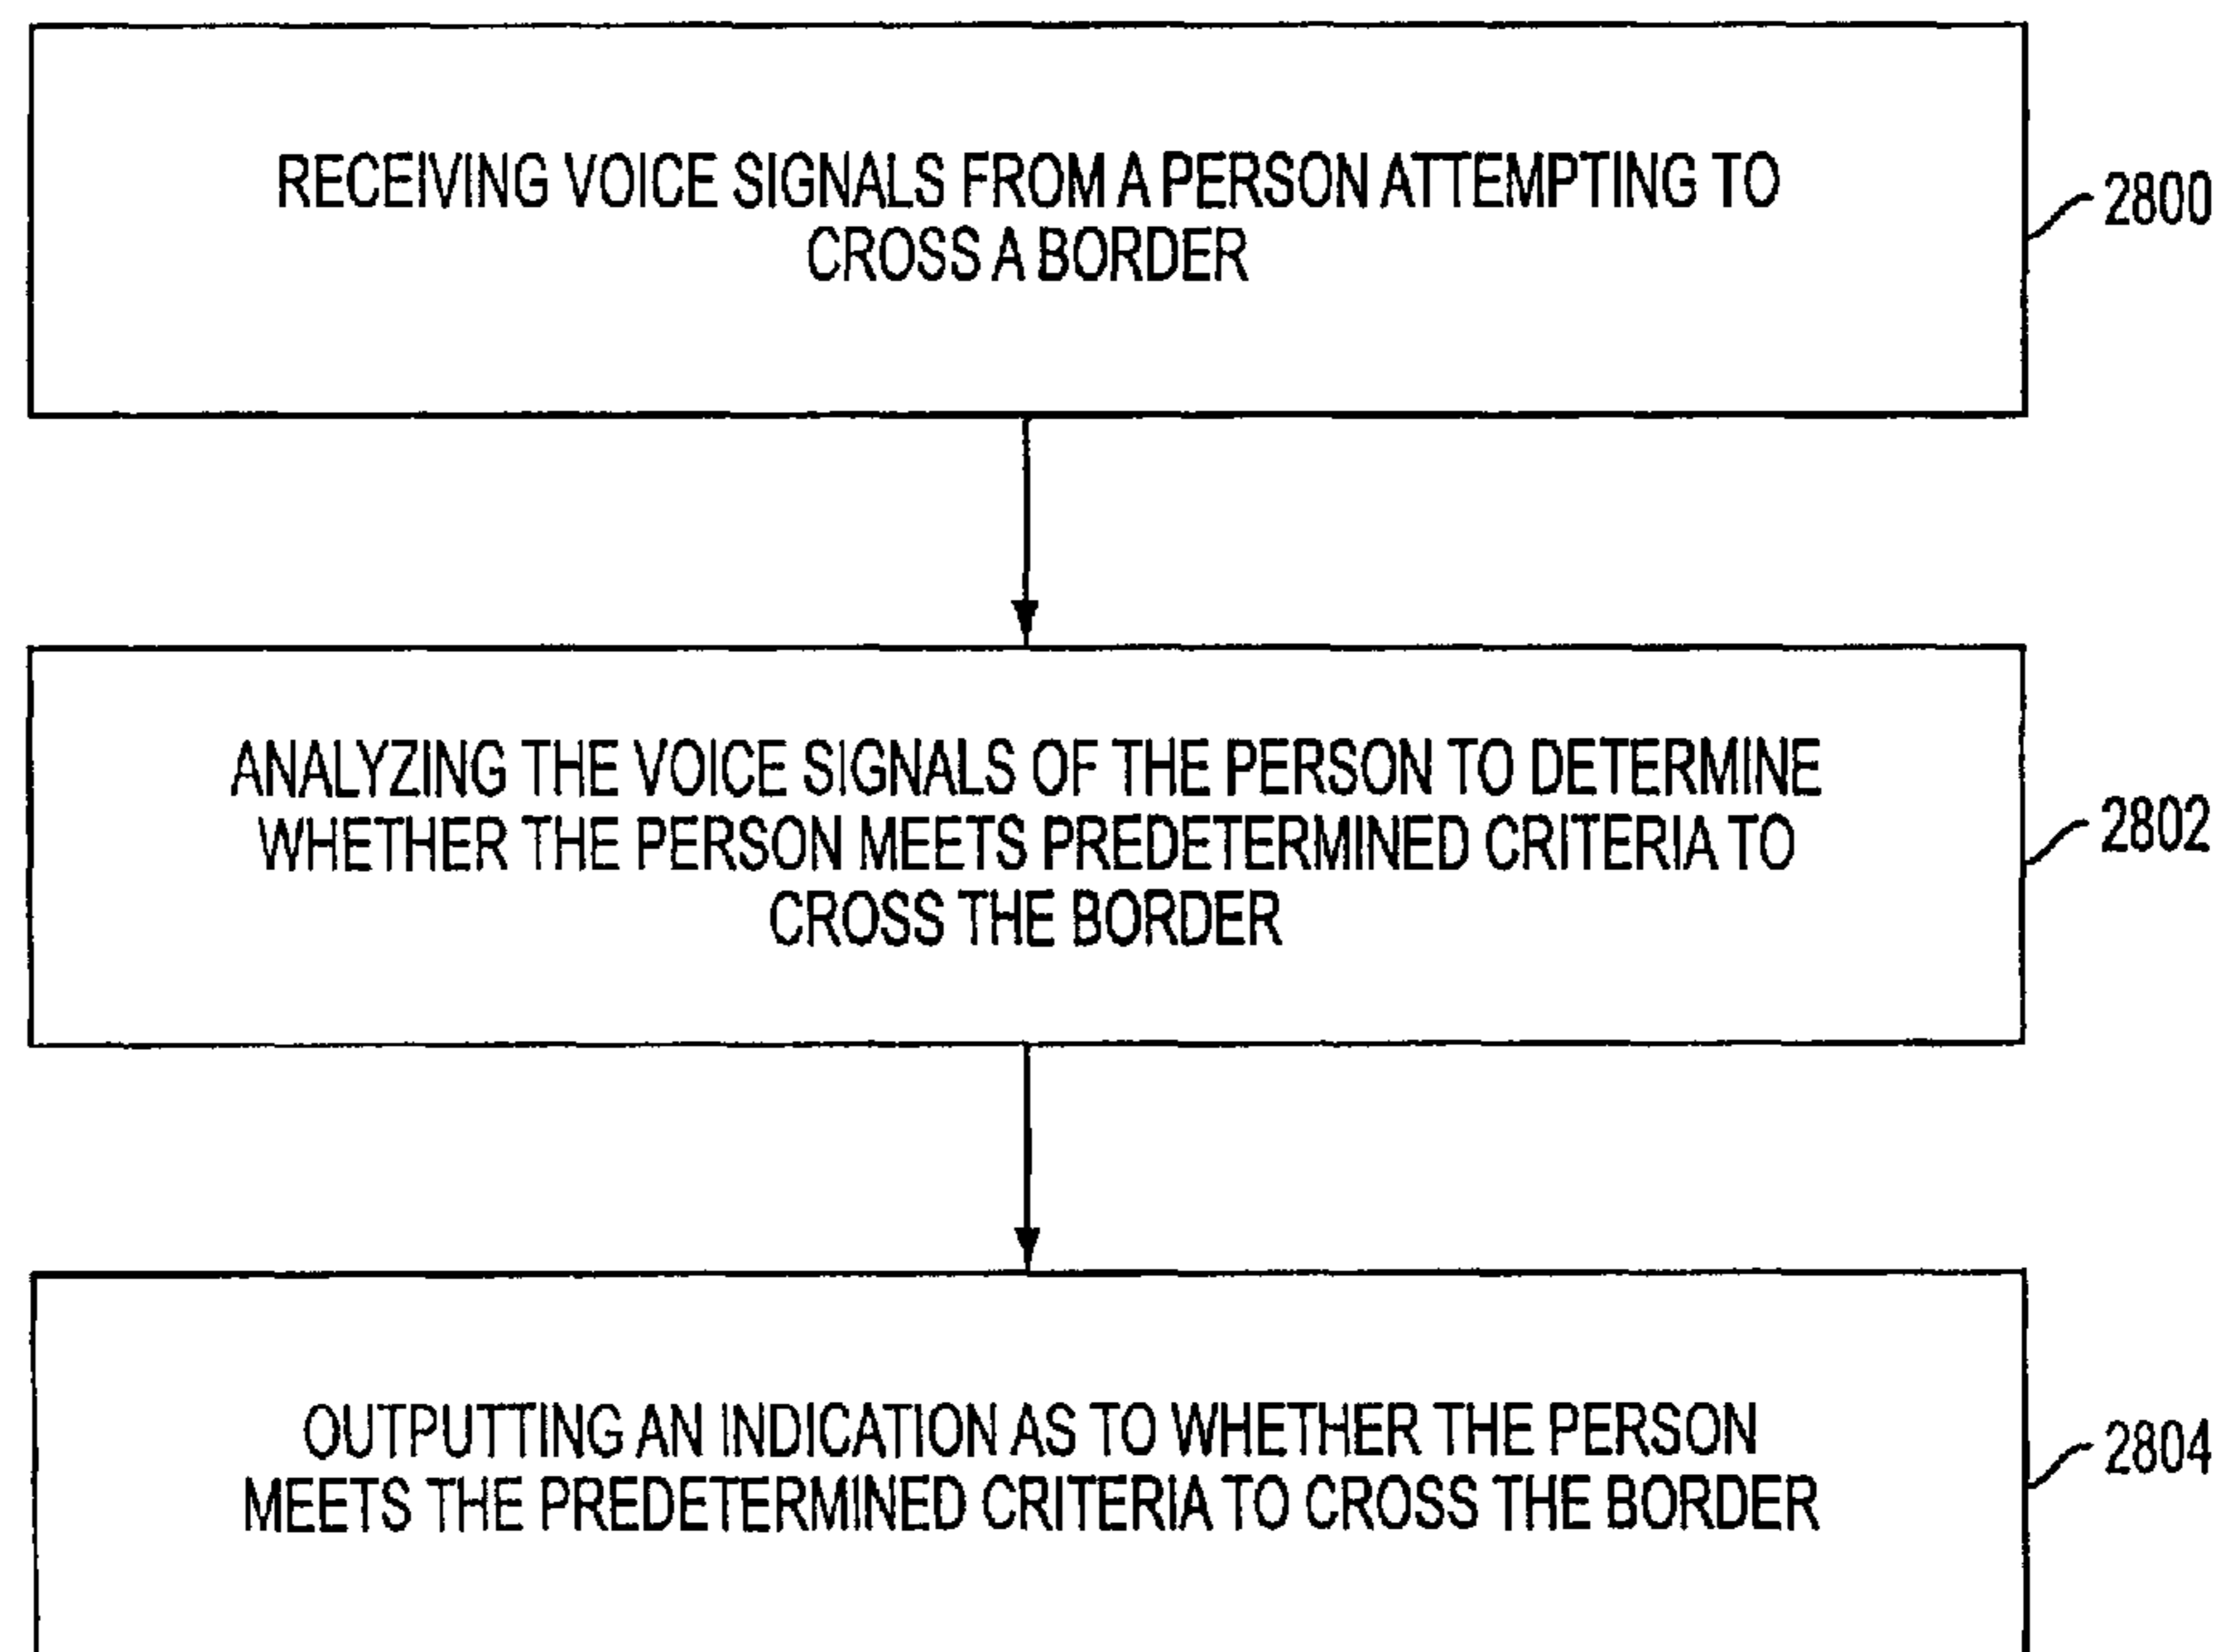 RECEIVING VOICE SIGNALS FROM A PERSON ATTEMPTING TO
CROSS A BORDER
2800
ANALYZING THE VOICE SIGNALS OF THE PERSON TO DETERMINE
WHETHER THE PERSON MEETS PREDETERMINED CRITERIA TO
CROSS THE BORDER
2802
OUTPUTTING AN INDICATION AS TO WHETHER THE PERSON
MEETS THE PREDETERMINED CRITERIA TO CROSS THE BORDER
2804